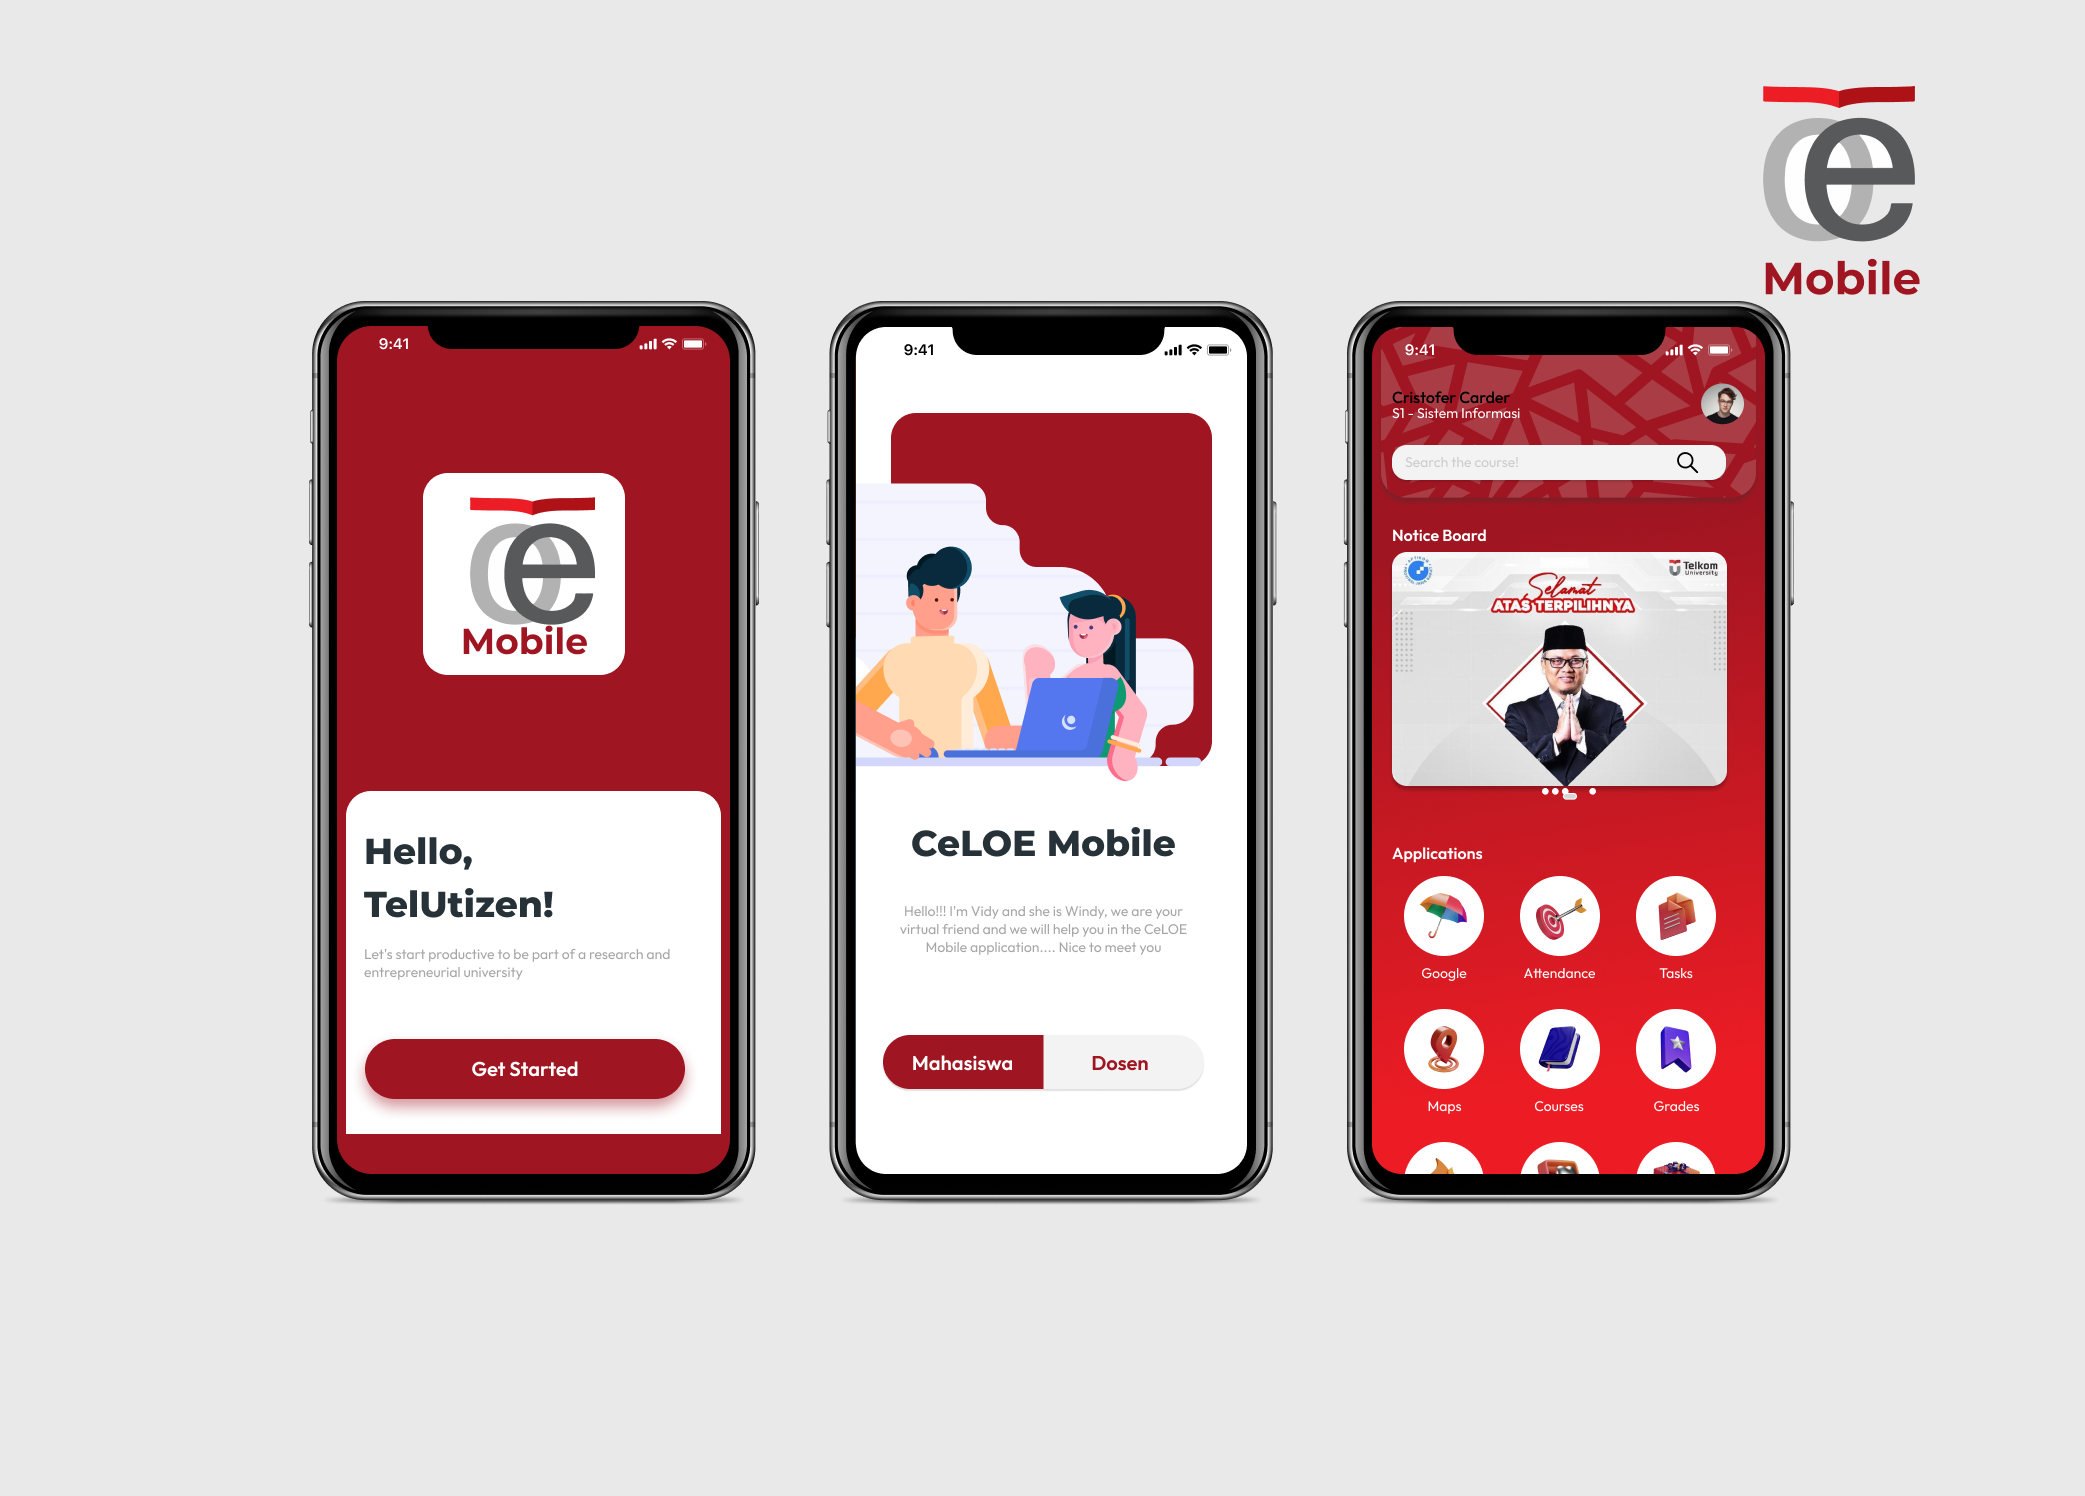 œ
Mobile
9:41
œ
Mobile
Hello,
TelUtizen!
Let's start productive to be part of a research and
entrepreneurial university
Get Started
9:41
CeLOE Mobile
Hello!!! I'm Vidy and she is Windy, we are your
virtual friend and we will help you in the CeLOE
Mobile application.... Nice to meet you
Mahasiswa
Dosen
9:41
Cristofer Carder
S1 - Sistem Informasi
Search the course!
Notice Board
Telkom
University
Selamat
ATAS TERPILIHNYA
Applications
Google
Attendance
Tasks
Maps
Courses
Grades